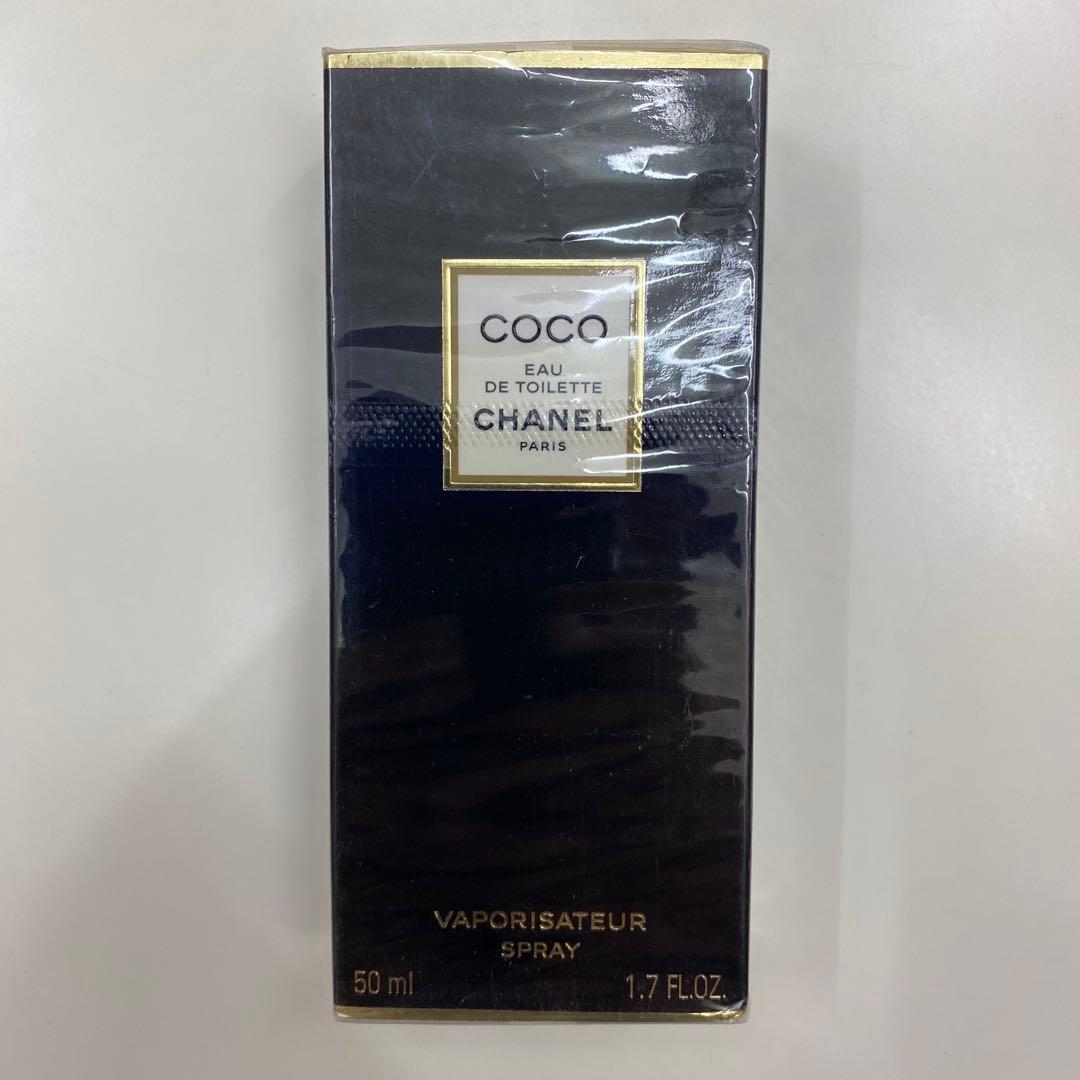 COCO
EAU
DE TOILETTE
CHANEL
PARIS
VAPORISATEUR
SPRAY
50 ml 1.7 FL.OZ.